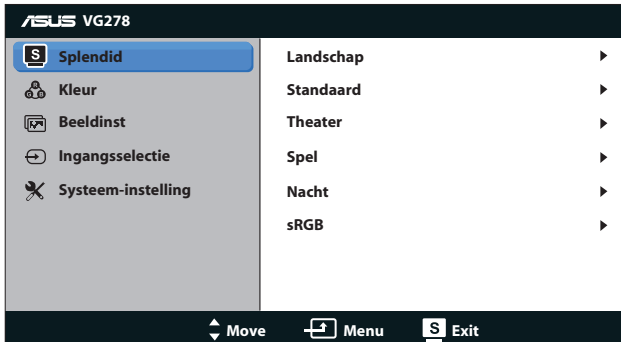 ASUS VG278
S Splendid
Kleur
Beeldinst
Ingangsselectie
Systeem-instelling
Landschap
Standaard
Theater
Spel
Nacht
sRGB
Move Menu S Exit